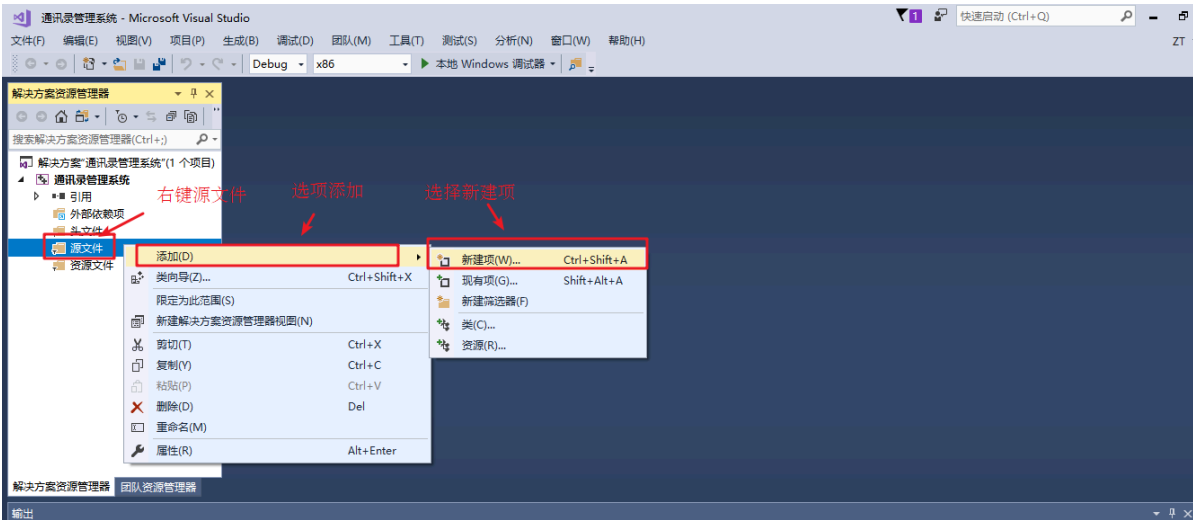 通讯录管理系统 - Microsoft Visual Studio
1
快速启动 (Ctrl+Q)
文件(F) 编辑(E) 视图(V) 项目(P) 生成(B) 调试(D) 团队(M) 工具(T) 测试(S) 分析(N) 窗口(W) 帮助(H)
ZT
Debug x86 本地 Windows 调试器
解决方案资源管理器
搜索解决方案资源管理器(Ctrl+;)
解决方案"通讯录管理系统"(1 个项目)
通讯录管理系统
引用
外部依赖项
头文件
源文件
资源文件
右键源文件
选项添加
选择新建项
添加(D)
类向导(Z)... Ctrl+Shift+X
限定为此范围(S)
新建解决方案资源管理器视图(N)
剪切(T) Ctrl+X
复制(Y) Ctrl+C
粘贴(P) Ctrl+V
删除(D) Del
重命名(M)
属性(R) Alt+Enter
新建项(W)... Ctrl+Shift+A
现有项(G)... Shift+Alt+A
新建筛选器(F)
类(C)...
资源(R)...
解决方案资源管理器 团队资源管理器
输出